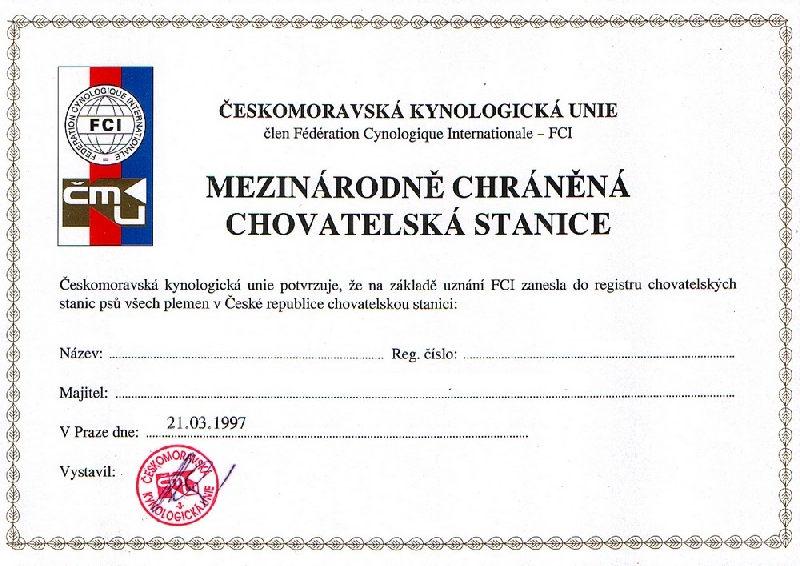 FÉDÉRATION CYNOLOGIQUE INTERNATIONALE
FCI
čmku
ČESKOMORAVSKÁ KYNOLOGICKÁ UNIE
člen Fédération Cynologique Internationale – FCI
MEZINÁRODNĚ CHRÁNĚNÁ
CHOVATELSKÁ STANICE
Českomoravská kynologická unie potvrzuje, že na základě uznání FCI zanesla do registru chovatelských
stanic psů všech plemen v České republice chovatelskou stanici:
Název: Reg. číslo:
Majitel:
V Praze dne: 21.03.1997
Vystavil:
ČESKOMORAVSKÁ
KYNOLOGICKÁ UNIE
3